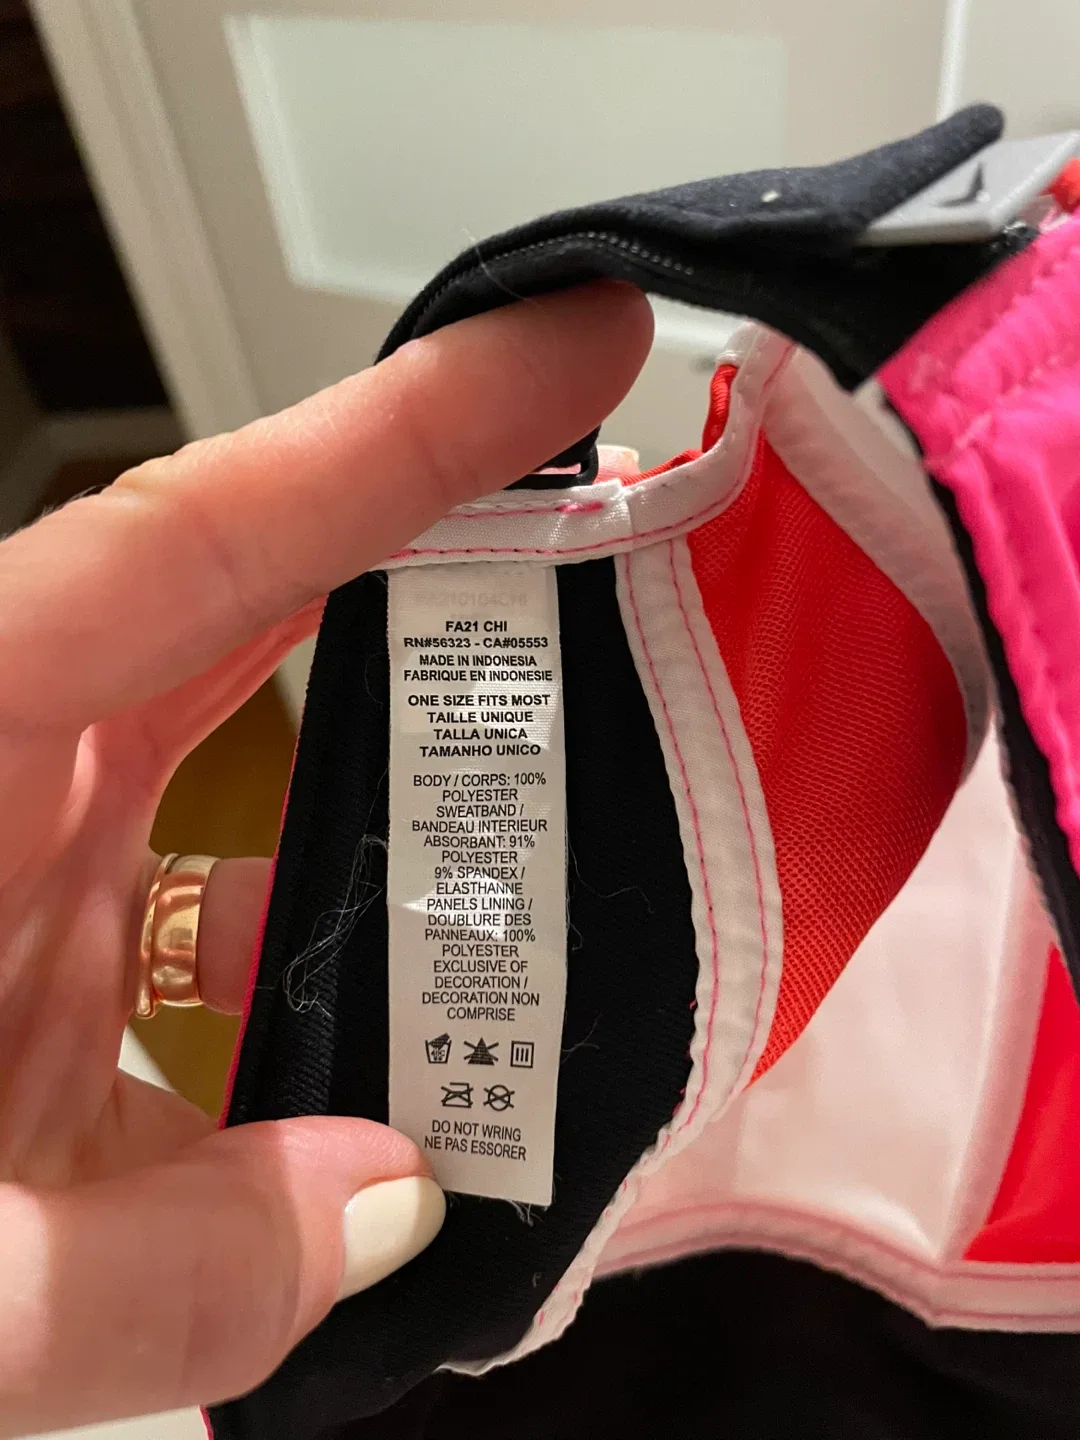 FA21 CHI
RN#56323 - CA#05553
MADE IN INDONESIA
FABRIQUE EN INDONESIE
ONE SIZE FITS MOST
TAILLE UNIQUE
TALLA UNICA
TAMANHO UNICO
BODY / CORPS: 100%
POLYESTER
SWEATBAND /
BANDEAU INTERIEUR
ABSORBANT: 91%
POLYESTER
9% SPANDEX /
ELASTHANNE
PANELS LINING /
DOUBLURE DES
PANNEAUX: 100%
POLYESTER
EXCLUSIVE OF
DECORATION /
DECORATION NON
COMPRISE
DO NOT WRING
NE PAS ESSORER